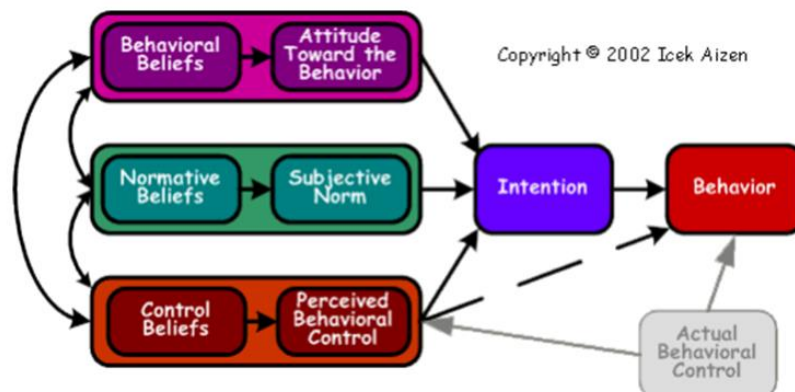 Behavioral
Beliefs
Attitude
Toward the
Behavior
Copyright © 2002 Icek Aizen
Normative
Beliefs
Subjective
Norm
Intention
Behavior
Control
Beliefs
Perceived
Behavioral
Control
Actual
Behavioral
Control